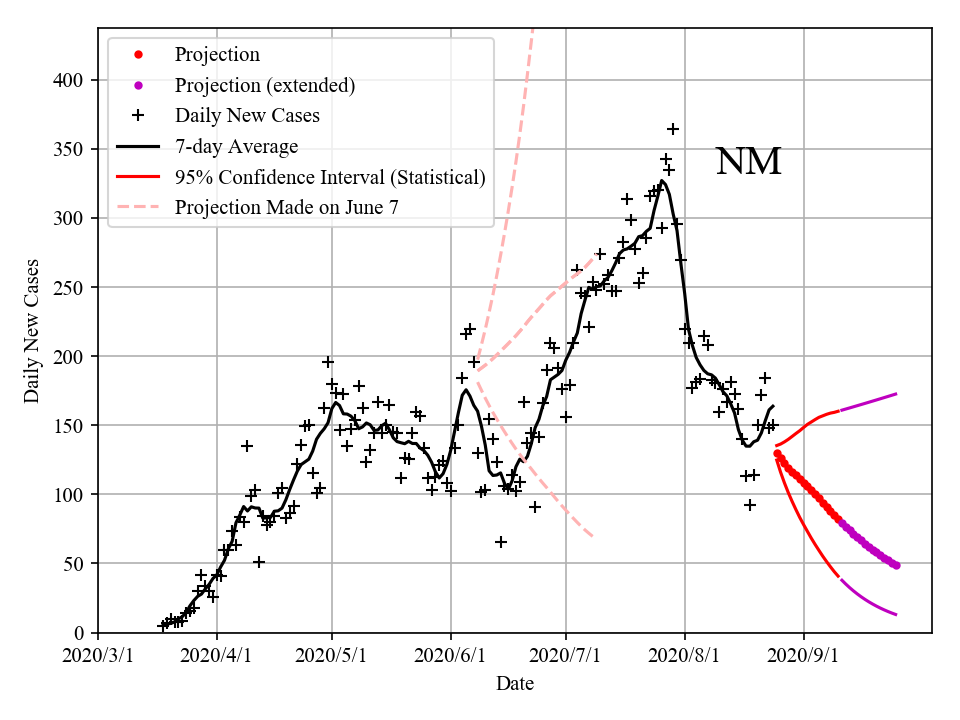 Projection
Projection (extended)
Daily New Cases
7-day Average
95% Confidence Interval (Statistical)
Projection Made on June 7
NM
400
350
300
250
200
150
100
50
0
Daily New Cases
2020/3/1 2020/4/1 2020/5/1 2020/6/1 2020/7/1 2020/8/1 2020/9/1
Date